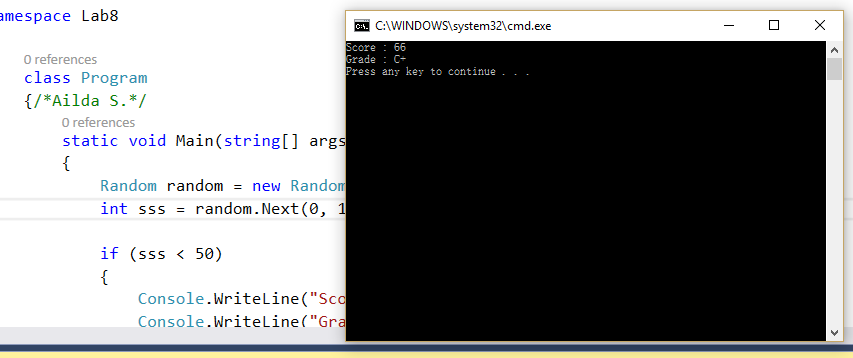 amespace Lab8
0 references
class Program
{/*Ailda S.*/
0 references
static void Main(string[] args
{
Random random = new Random
int sss = random.Next(0, 1
if (sss < 50)
{
Console.WriteLine("Sco
Console.WriteLine("Gra
C:\WINDOWS\system32\cmd.exe
Score : 66
Grade : C+
Press any key to continue . . .